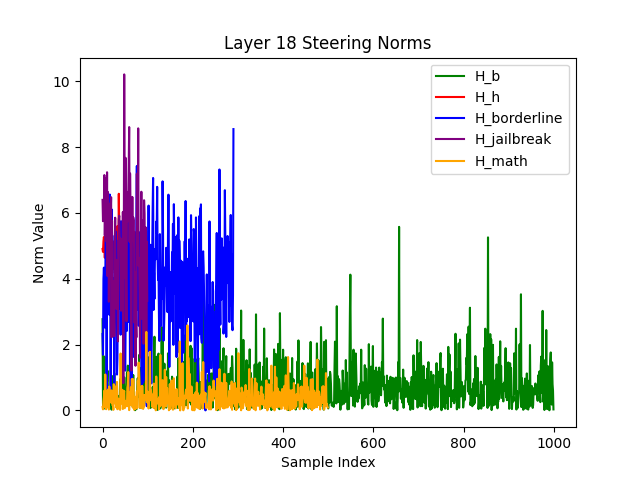 Layer 18 Steering Norms
H_b
H_h
H_borderline
H_jailbreak
H_math
Norm Value
10
8
6
4
2
0
0 200 400 600 800 1000
Sample Index